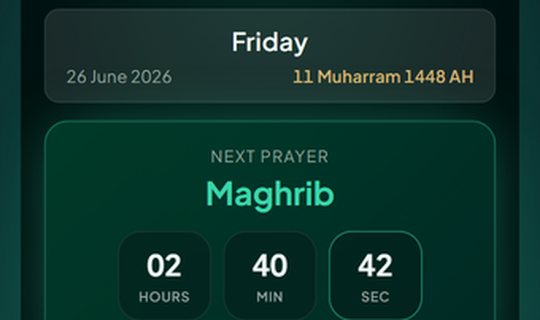 Friday
26 June 2026 11 Muharram 1448 AH
NEXT PRAYER
Maghrib
02 40 42
HOURS MIN SEC